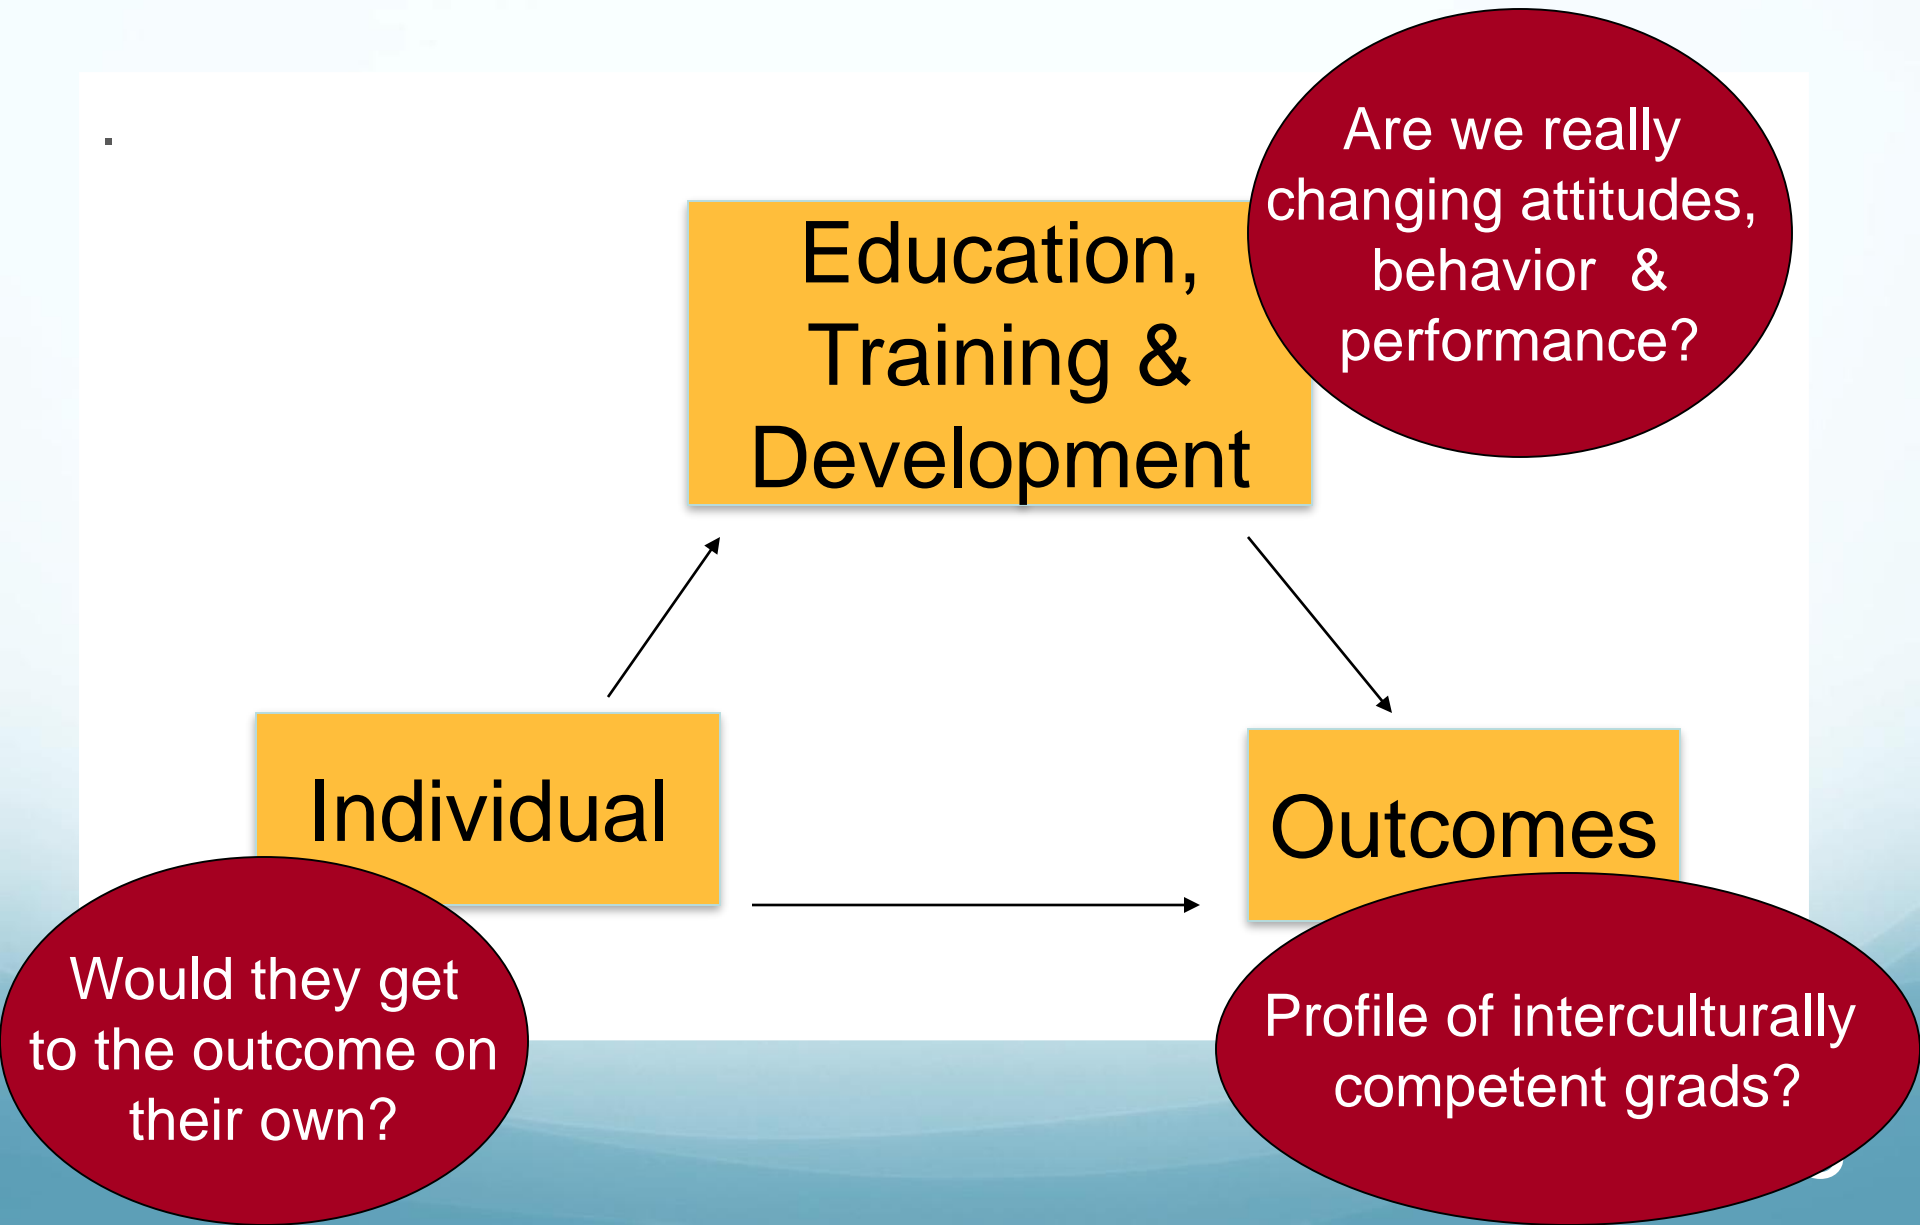 Are we really
changing attitudes,
behavior  &
performance?
Education,
Training &
Development
Individual
Outcomes
Would they get
to the outcome on
their own?
Profile of interculturally
competent grads?